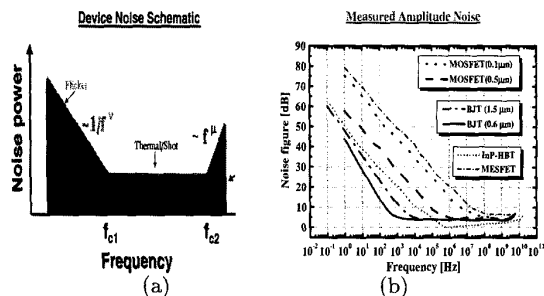 Device Noise Schematic
Noise power
Flicker
~1/f^ν
Thermal/Shot
~ f^μ
f_c1
f_c2
Frequency
(a)
Measured Amplitude Noise
Noise figure [dB]
90
80
70
60
50
40
30
20
10
0
MOSFET(0.1μm)
MOSFET(0.5μm)
BJT (1.5 μm)
BJT (0.6 μm)
InP-HBT
MESFET
10^-2 10^-1 10^0 10^1 10^2 10^3 10^4 10^5 10^6 10^7 10^8 10^9 10^10 10^11
Frequency [Hz]
(b)